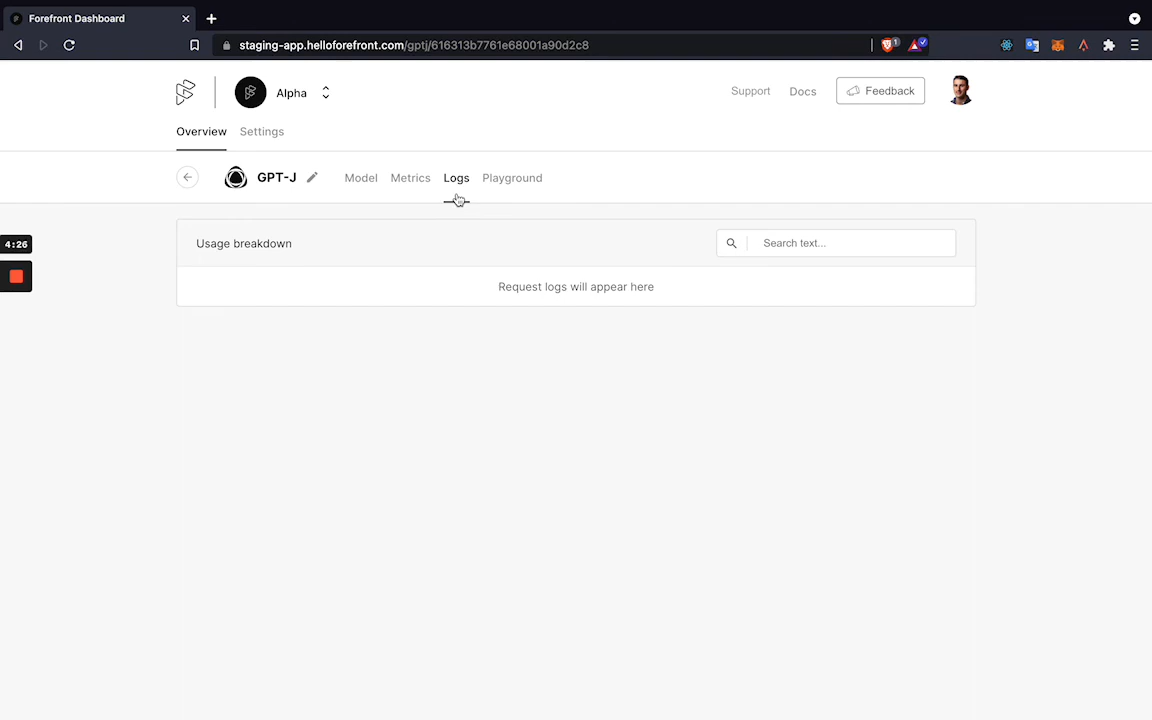 Forefront Dashboard
staging-app.helloforefront.com/gptj/616313b7761e68001a90d2c8
1
Alpha
Support
Docs
Feedback
Overview
Settings
GPT-J
Model
Metrics
Logs
Playground
4:26
Usage breakdown
Search text...
Request logs will appear here